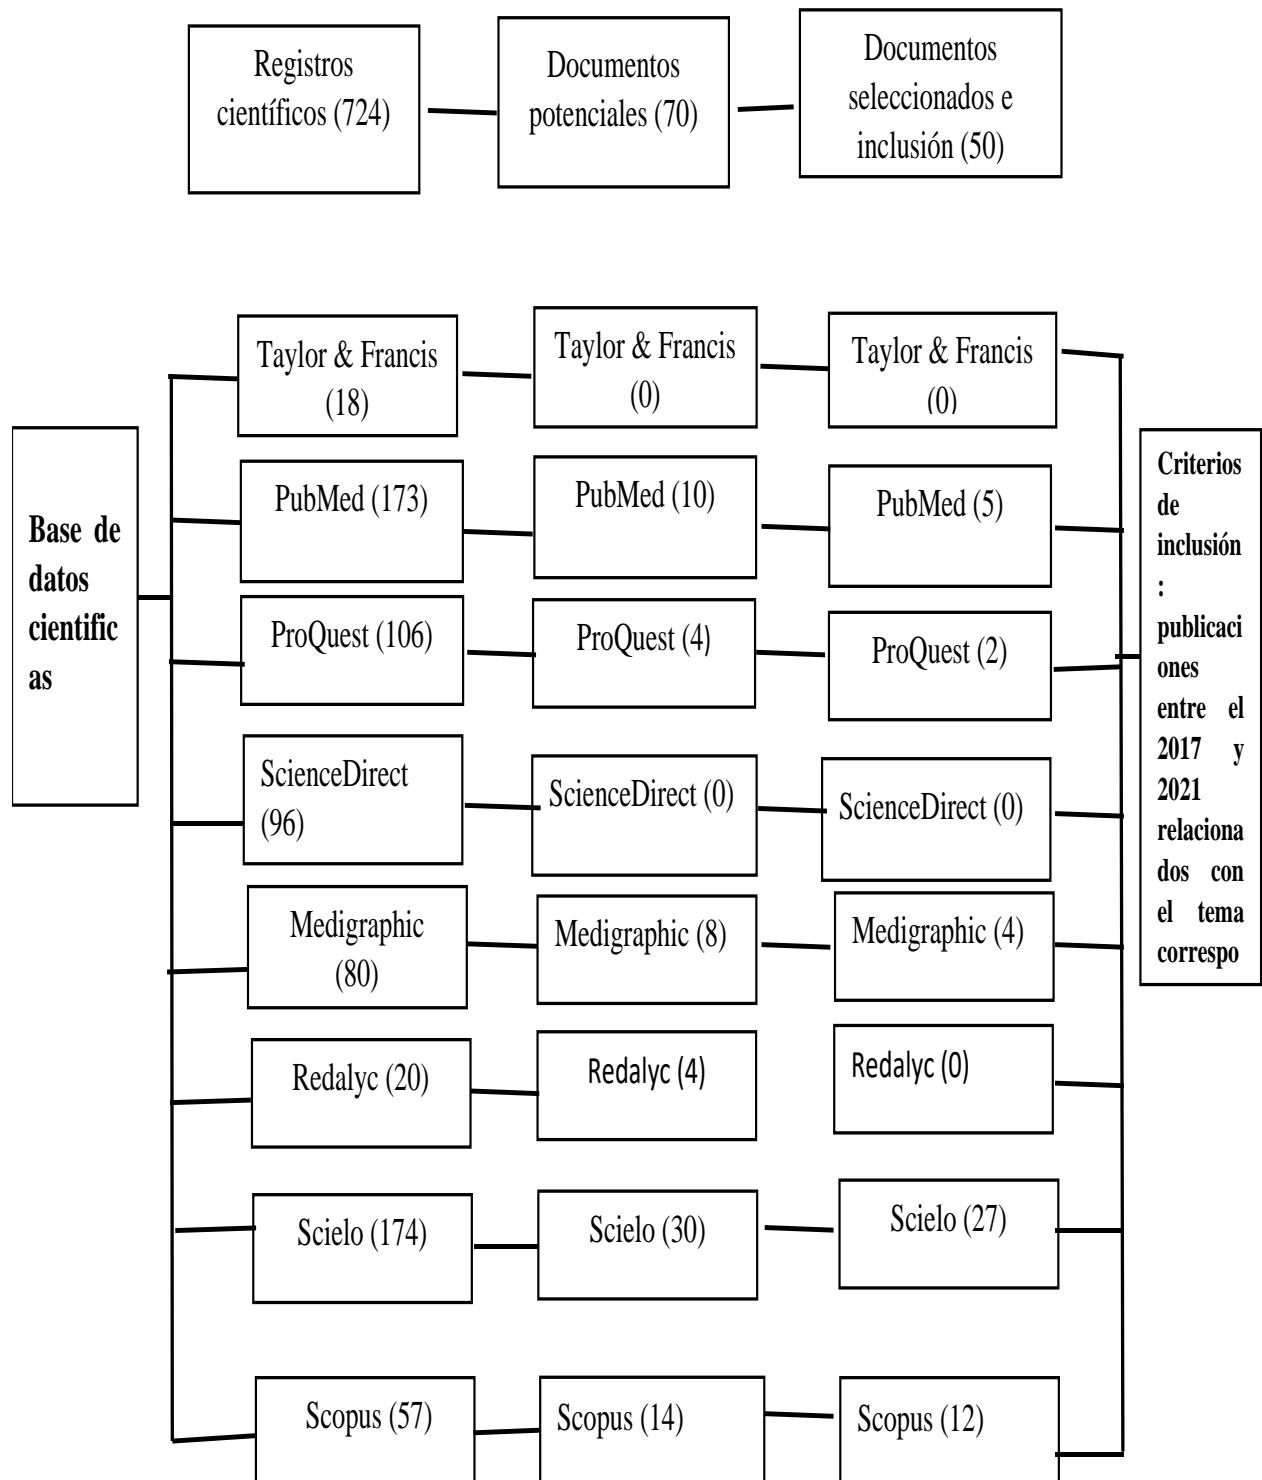 Registros
científicos (724)
Documentos
potenciales (70)
Documentos
seleccionados e
inclusión (50)
Taylor & Francis
(18)
Taylor & Francis
(0)
Taylor & Francis
(0)
Base de
datos
cientific
as
PubMed (173)
PubMed (10)
PubMed (5)
ProQuest (106)
ProQuest (4)
ProQuest (2)
ScienceDirect
(96)
ScienceDirect (0)
ScienceDirect (0)
Medigraphic
(80)
Medigraphic (8)
Medigraphic (4)
Redalyc (20)
Redalyc (4)
Redalyc (0)
Scielo (174)
Scielo (30)
Scielo (27)
Scopus (57)
Scopus (14)
Scopus (12)
Criterios
de
inclusión
:
publicaci
ones
entre el
2017 y
2021
relaciona
dos con
el tema
correspo